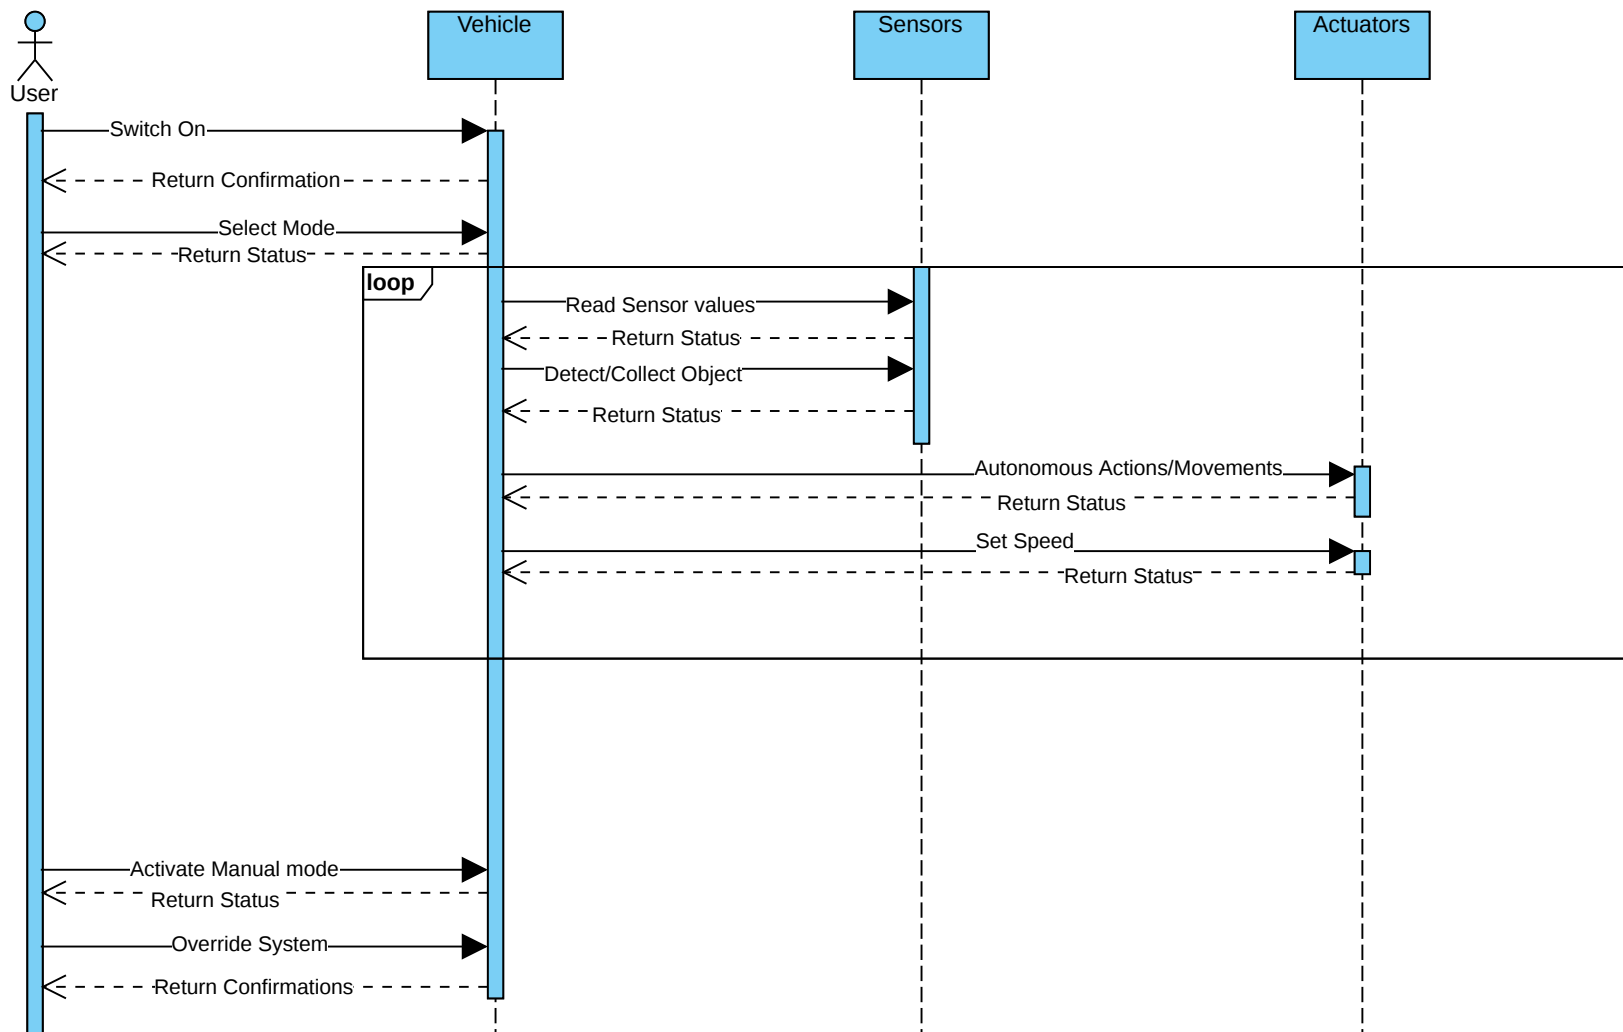 User
Vehicle
Sensors
Actuators
Switch On
Return Confirmation
Select Mode
Return Status
loop
Read Sensor values
Return Status
Detect/Collect Object
Return Status
Autonomous Actions/Movements
Return Status
Set Speed
Return Status
Activate Manual mode
Return Status
Override System
Return Confirmations